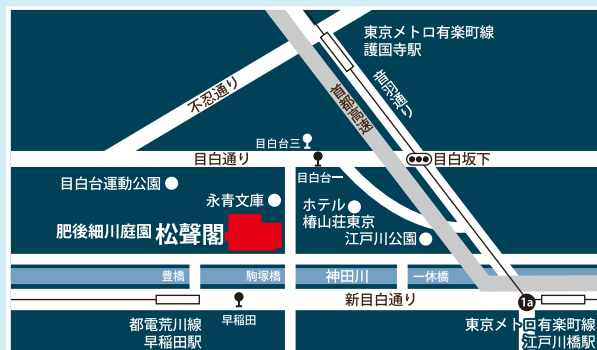 東京メトロ有楽町線
護国寺駅
音羽通り
首都高速
不忍通り
目白台三
目白通り
目白坂下
目白台一
目白台運動公園
永青文庫
ホテル
椿山荘東京
肥後細川庭園 松聲閣
江戸川公園
豊橋
駒塚橋
神田川
一休橋
新目白通り
1a
早稲田
都電荒川線
早稲田駅
東京メトロ有楽町線
江戸川橋駅